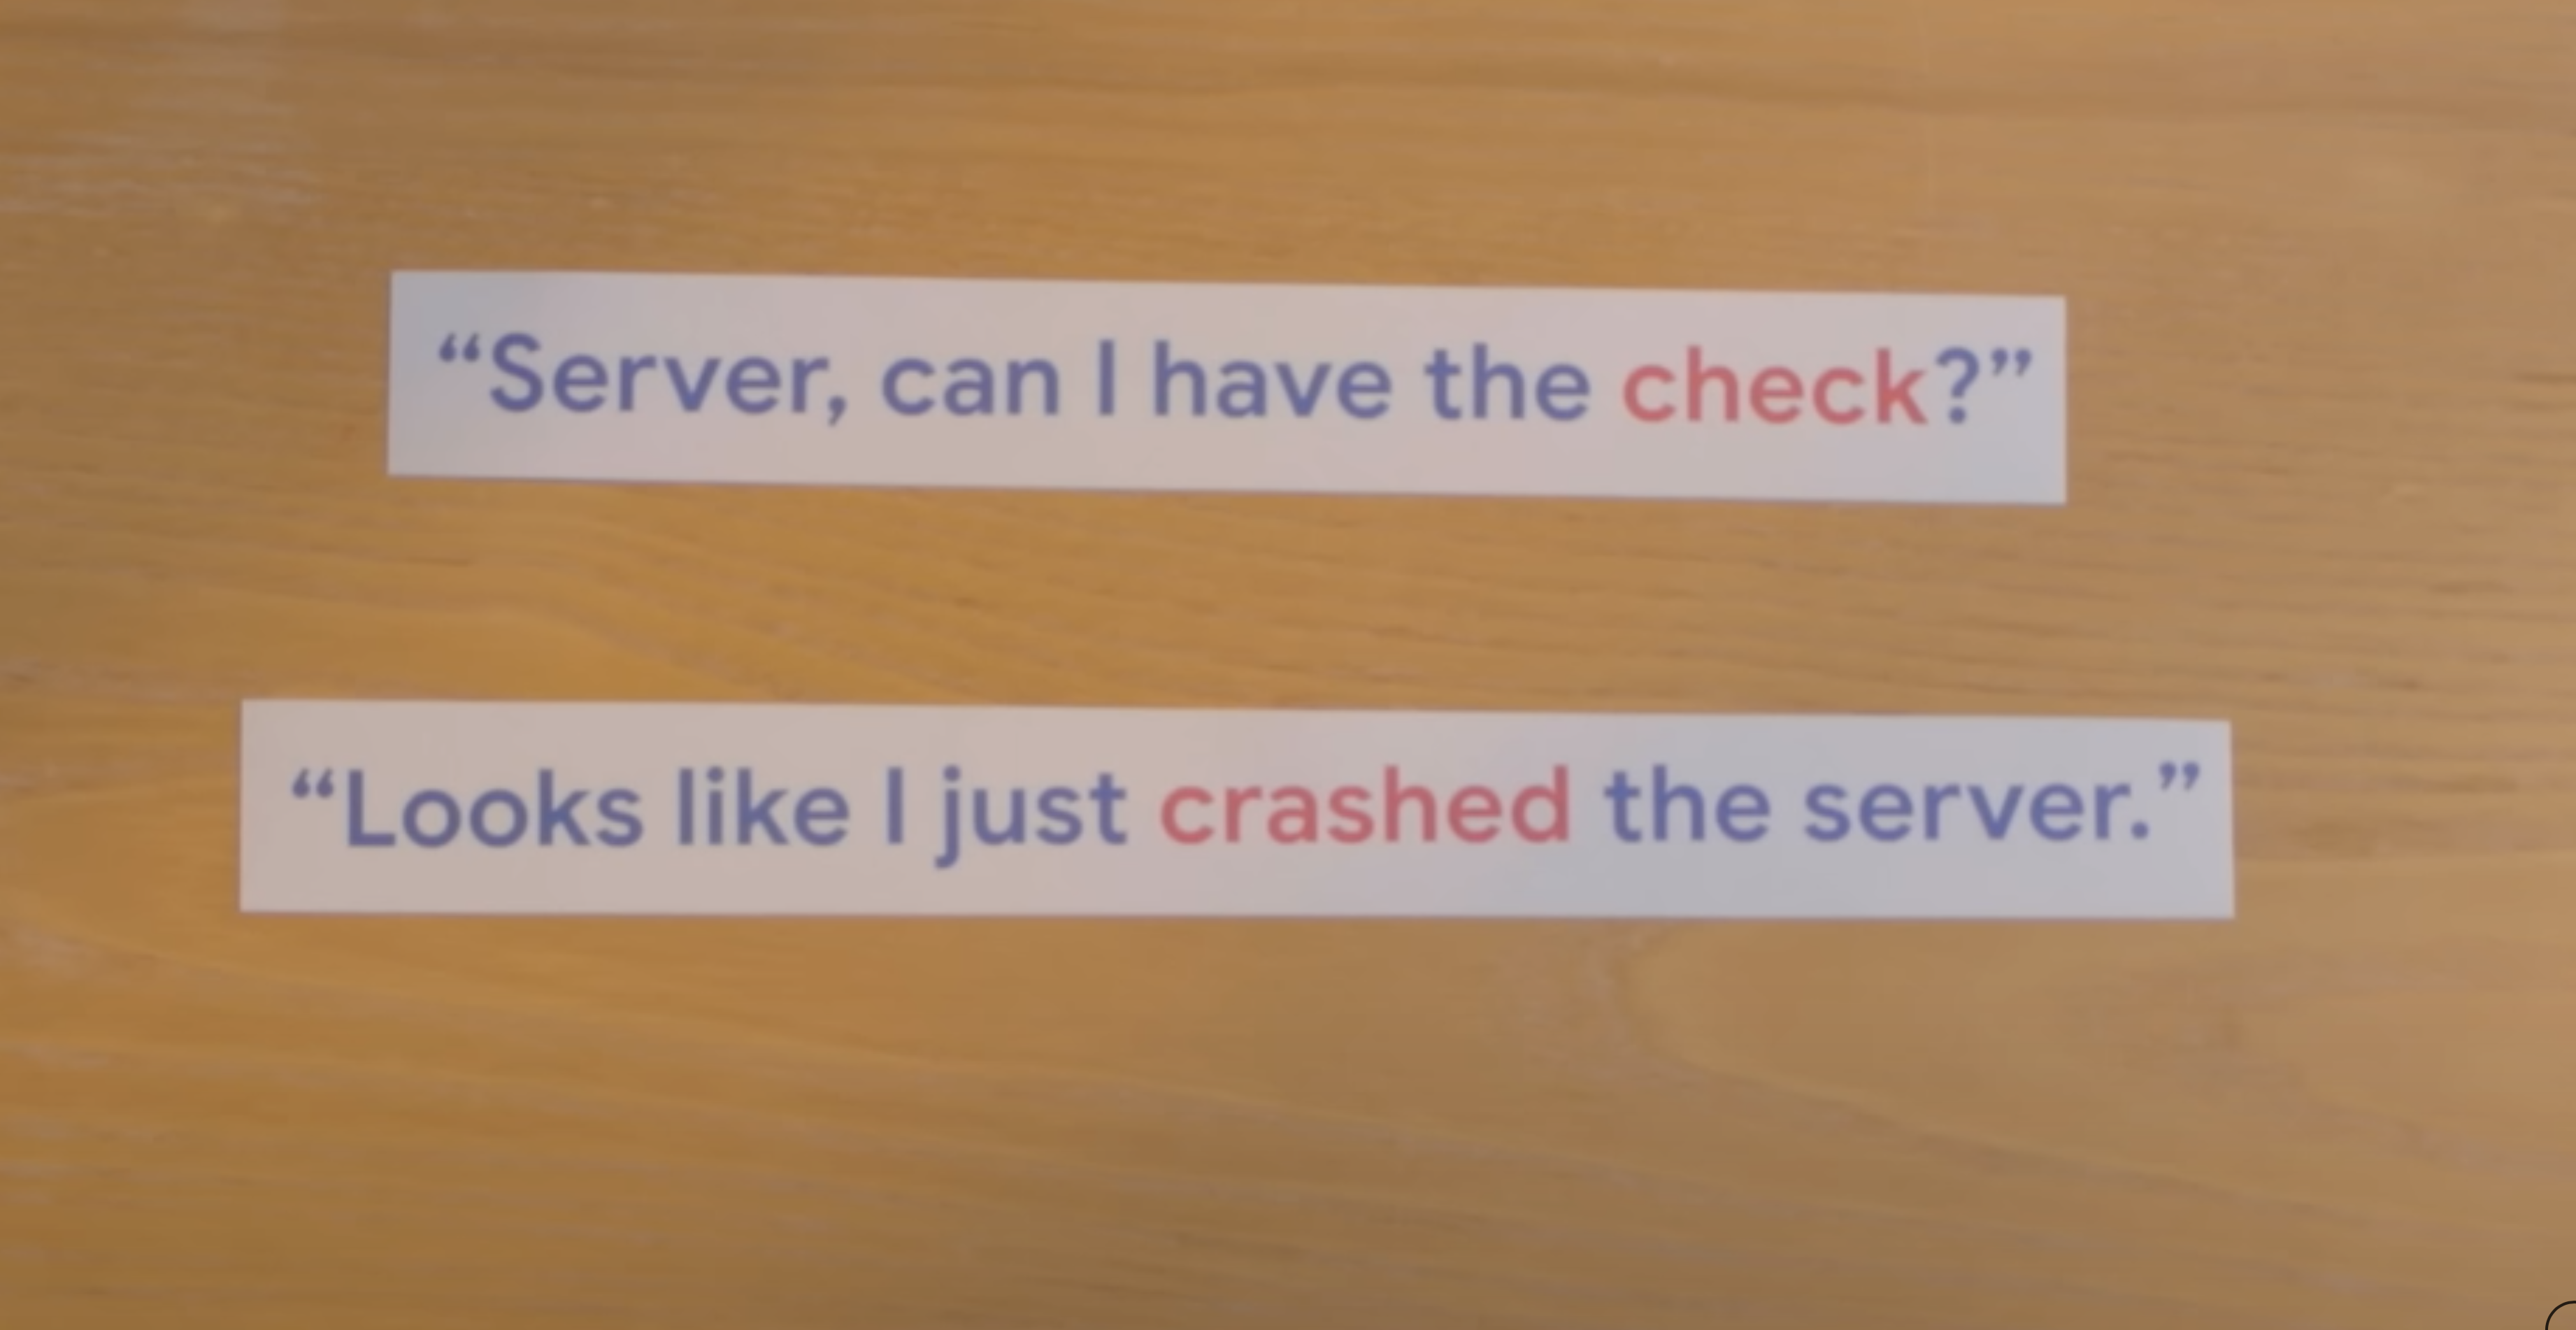 “Server, can I have the check?”
“Looks like I just crashed the server.”